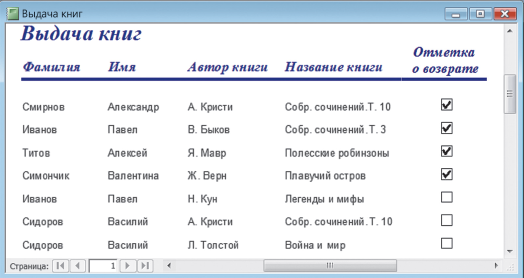 Выдача книг
Выдача книг
Фамилия Имя Автор книги Название книги Отметка о возврате
Смирнов Александр А. Кристи Собр. сочинений.Т. 10
Иванов Павел В. Быков Собр. сочинений.Т. 3
Титов Алексей Я. Мавр Полесские робинзоны
Симончик Валентина Ж. Верн Плавучий остров
Иванов Павел Н. Кун Легенды и мифы
Сидоров Василий А. Кристи Собр. сочинений.Т. 10
Сидоров Василий Л. Толстой Война и мир
Страница: 1